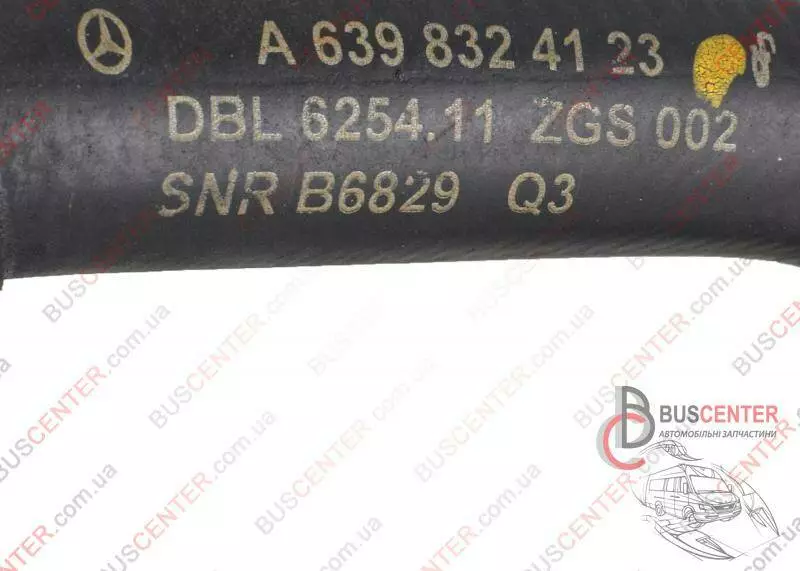 A 639 832 41 23
DBL 6254.11 ZGS 002
SNR B6829 Q3
BUSCENTER
АВТОМОБІЛЬНІ ЗАПЧАСТИНИ
BUSCENTER.com.ua